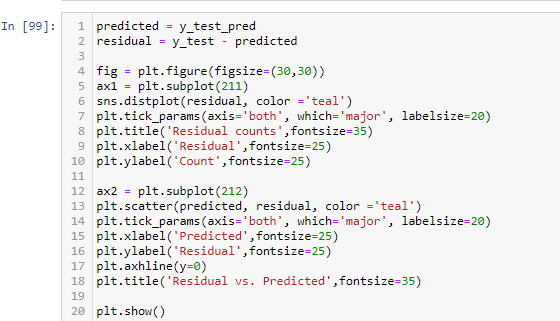 In [99]:
1 predicted = y_test_pred
2 residual = y_test - predicted
3
4 fig = plt.figure(figsize=(30,30))
5 ax1 = plt.subplot(211)
6 sns.distplot(residual, color ='teal')
7 plt.tick_params(axis='both', which='major', labelsize=20)
8 plt.title('Residual counts',fontsize=35)
9 plt.xlabel('Residual',fontsize=25)
10 plt.ylabel('Count',fontsize=25)
11
12 ax2 = plt.subplot(212)
13 plt.scatter(predicted, residual, color ='teal')
14 plt.tick_params(axis='both', which='major', labelsize=20)
15 plt.xlabel('Predicted',fontsize=25)
16 plt.ylabel('Residual',fontsize=25)
17 plt.axhline(y=0)
18 plt.title('Residual vs. Predicted',fontsize=35)
19
20 plt.show()